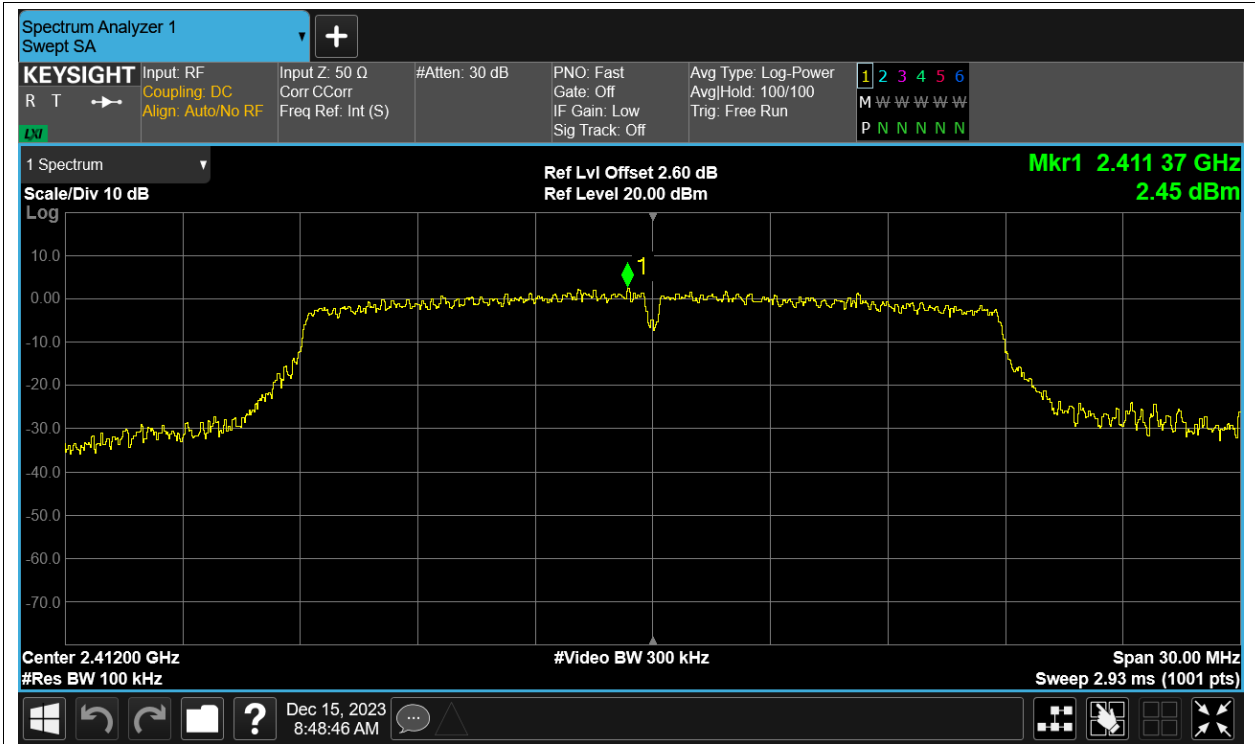 Spectrum Analyzer 1
Swept SA
+
KEYSIGHT
R T
LXI
Input: RF
Coupling: DC
Align: Auto/No RF
Input Z: 50 Ω
Corr CCorr
Freq Ref: Int (S)
#Atten: 30 dB
PNO: Fast
Gate: Off
IF Gain: Low
Sig Track: Off
Avg Type: Log-Power
Avg|Hold: 100/100
Trig: Free Run
1 2 3 4 5 6
M W W W W W
P N N N N N
1 Spectrum
Scale/Div 10 dB
Log
Ref Lvl Offset 2.60 dB
Ref Level 20.00 dBm
Mkr1 2.411 37 GHz
2.45 dBm
1
10.0
0.00
-10.0
-20.0
-30.0
-40.0
-50.0
-60.0
-70.0
Center 2.41200 GHz
#Res BW 100 kHz
#Video BW 300 kHz
Span 30.00 MHz
Sweep 2.93 ms (1001 pts)
?
Dec 15, 2023
8:48:46 AM